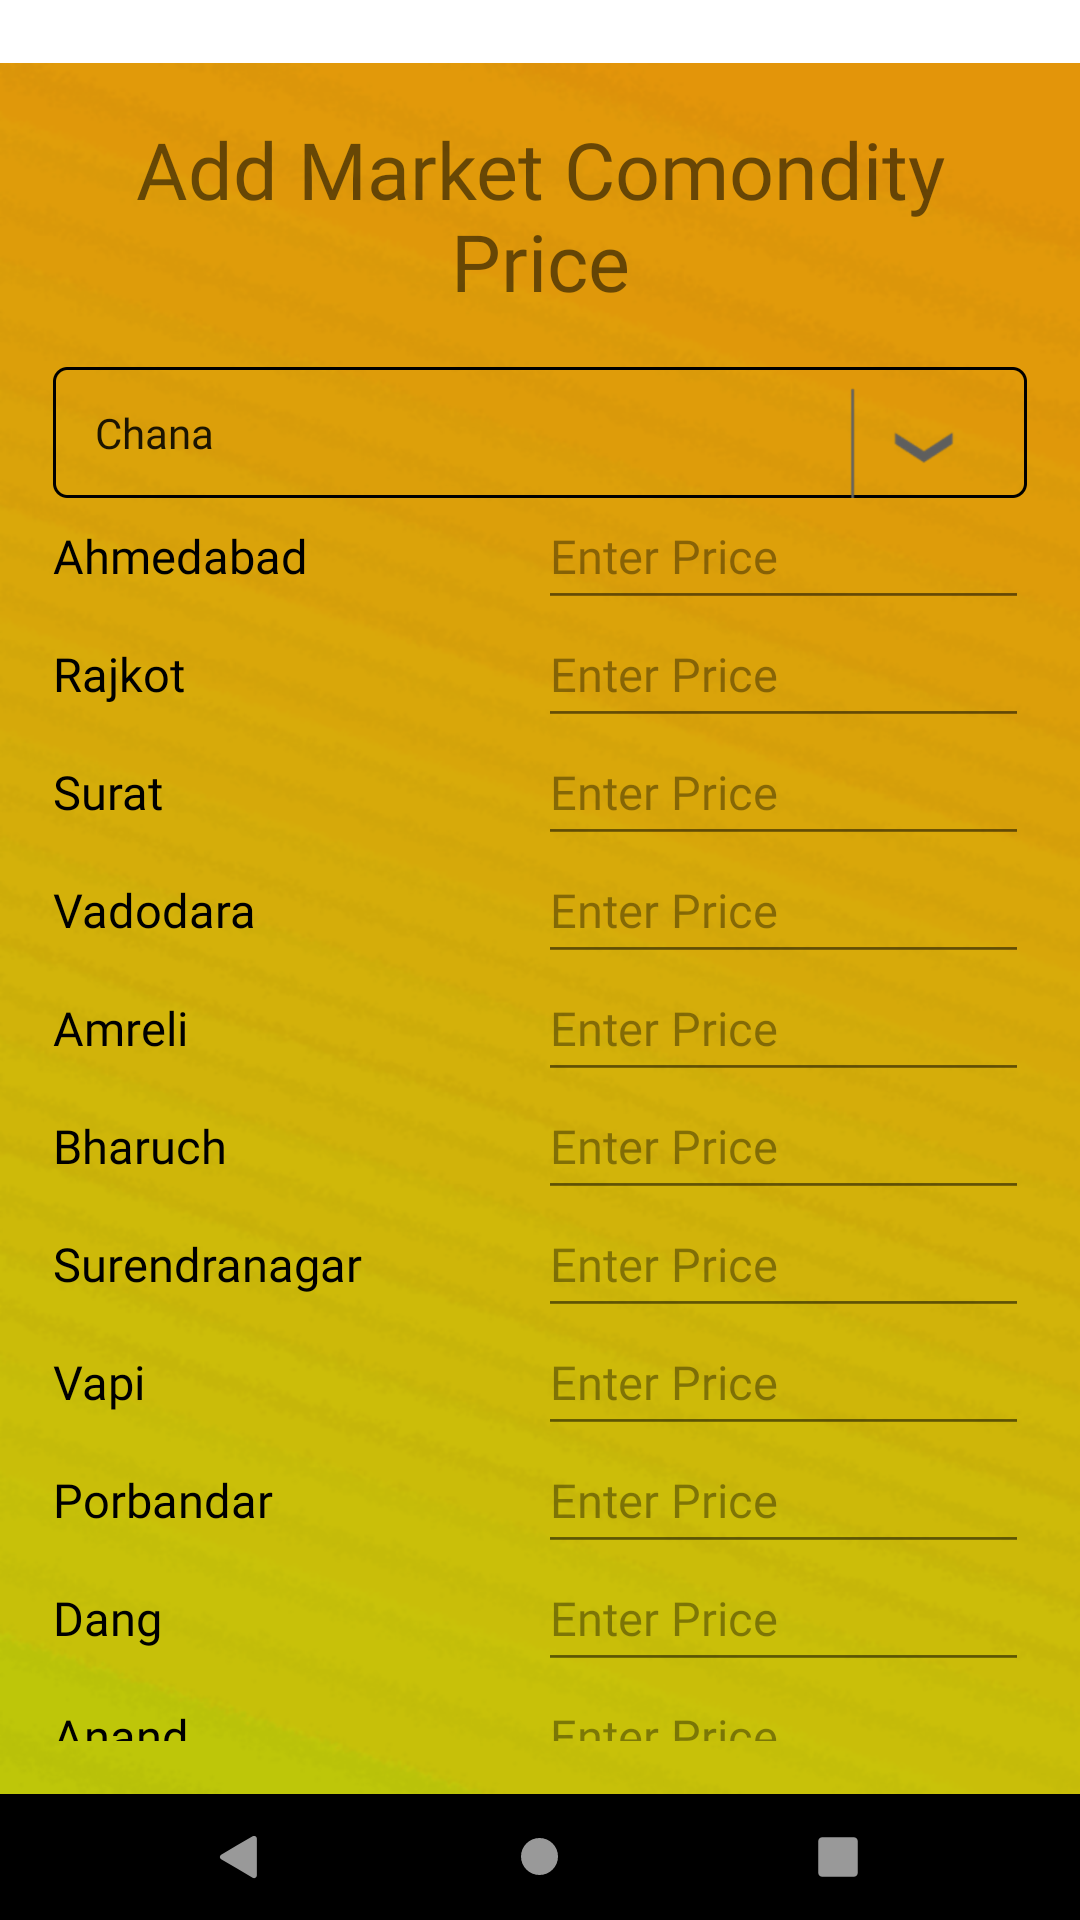 Add Market Comondity
Price
Chana
Ahmedabad Enter Price
Rajkot Enter Price
Surat Enter Price
Vadodara Enter Price
Amreli Enter Price
Bharuch Enter Price
Surendranagar Enter Price
Vapi Enter Price
Porbandar Enter Price
Dang Enter Price
Anand Enter Price